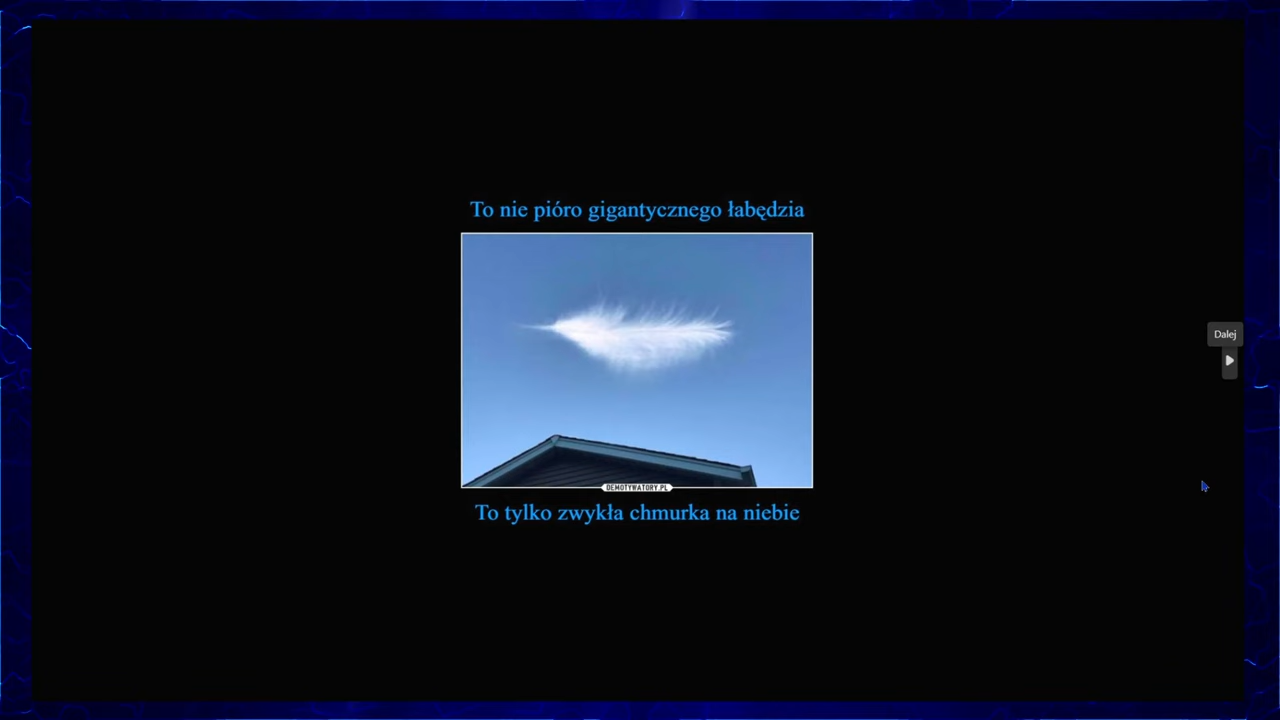 To nie pióro gigantycznego łabędzia
Dalej
DEMOTYWATORY.PL
To tylko zwykła chmurka na niebie